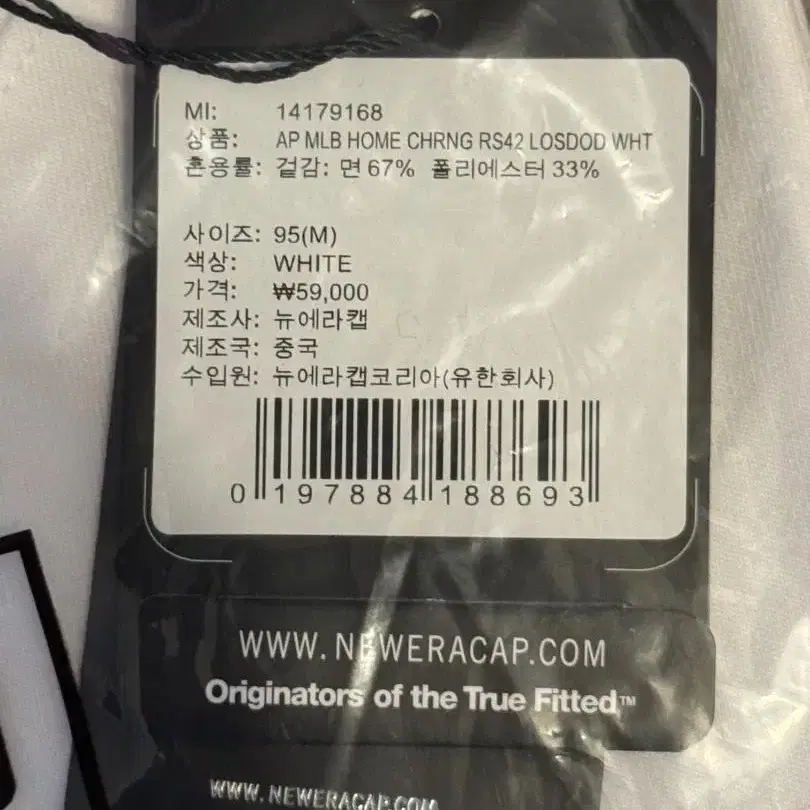 MI: 14179168
상품: AP MLB HOME CHRNG RS42 LOSDOD WHT
혼용률: 겉감: 면 67% 폴리에스터 33%
사이즈: 95(M)
색상: WHITE
가격: ₩59,000
제조사: 뉴에라캡
제조국: 중국
수입원: 뉴에라캡코리아(유한회사)
0 197884 188693
WWW.NEWERACAP.COM
Originators of the True Fitted™
WWW.NEWERACAP.COM